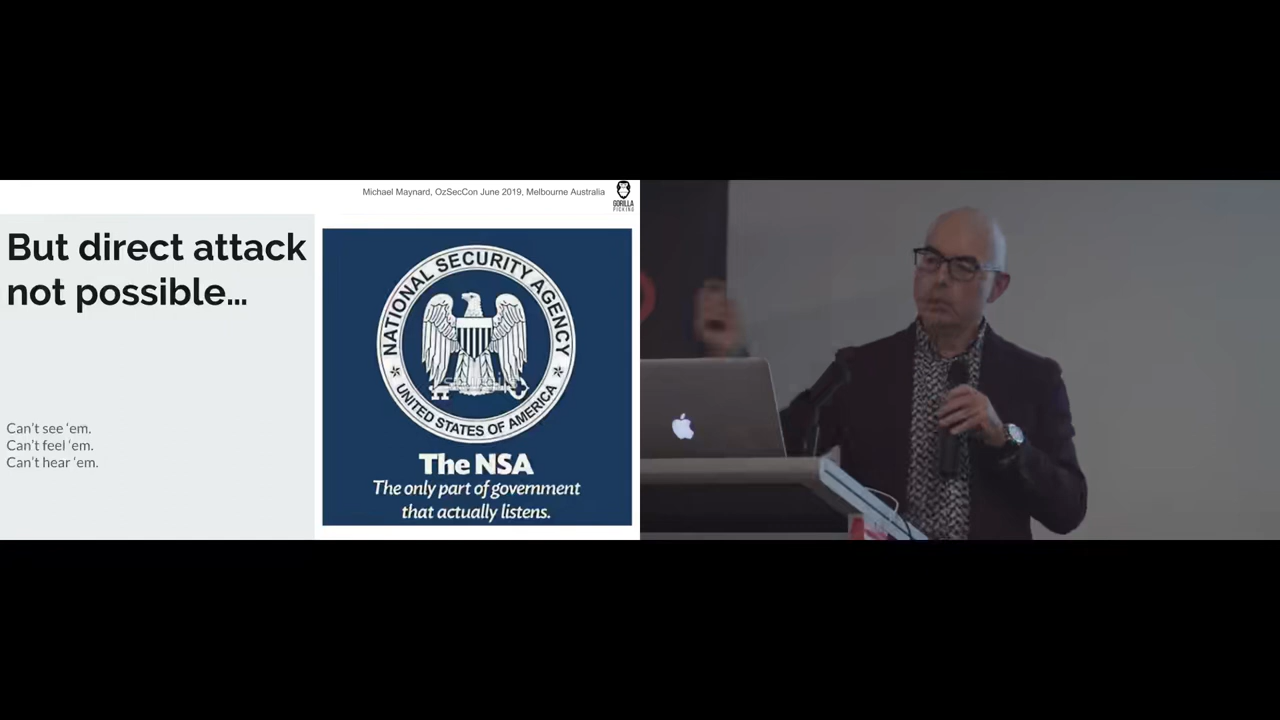 Michael Maynard, OzSecCon June 2019, Melbourne Australia
GORILLA
PICKING
But direct attack
not possible…
Can't see 'em.
Can't feel 'em.
Can't hear 'em.
NATIONAL SECURITY AGENCY
UNITED STATES OF AMERICA
The NSA
The only part of government
that actually listens.